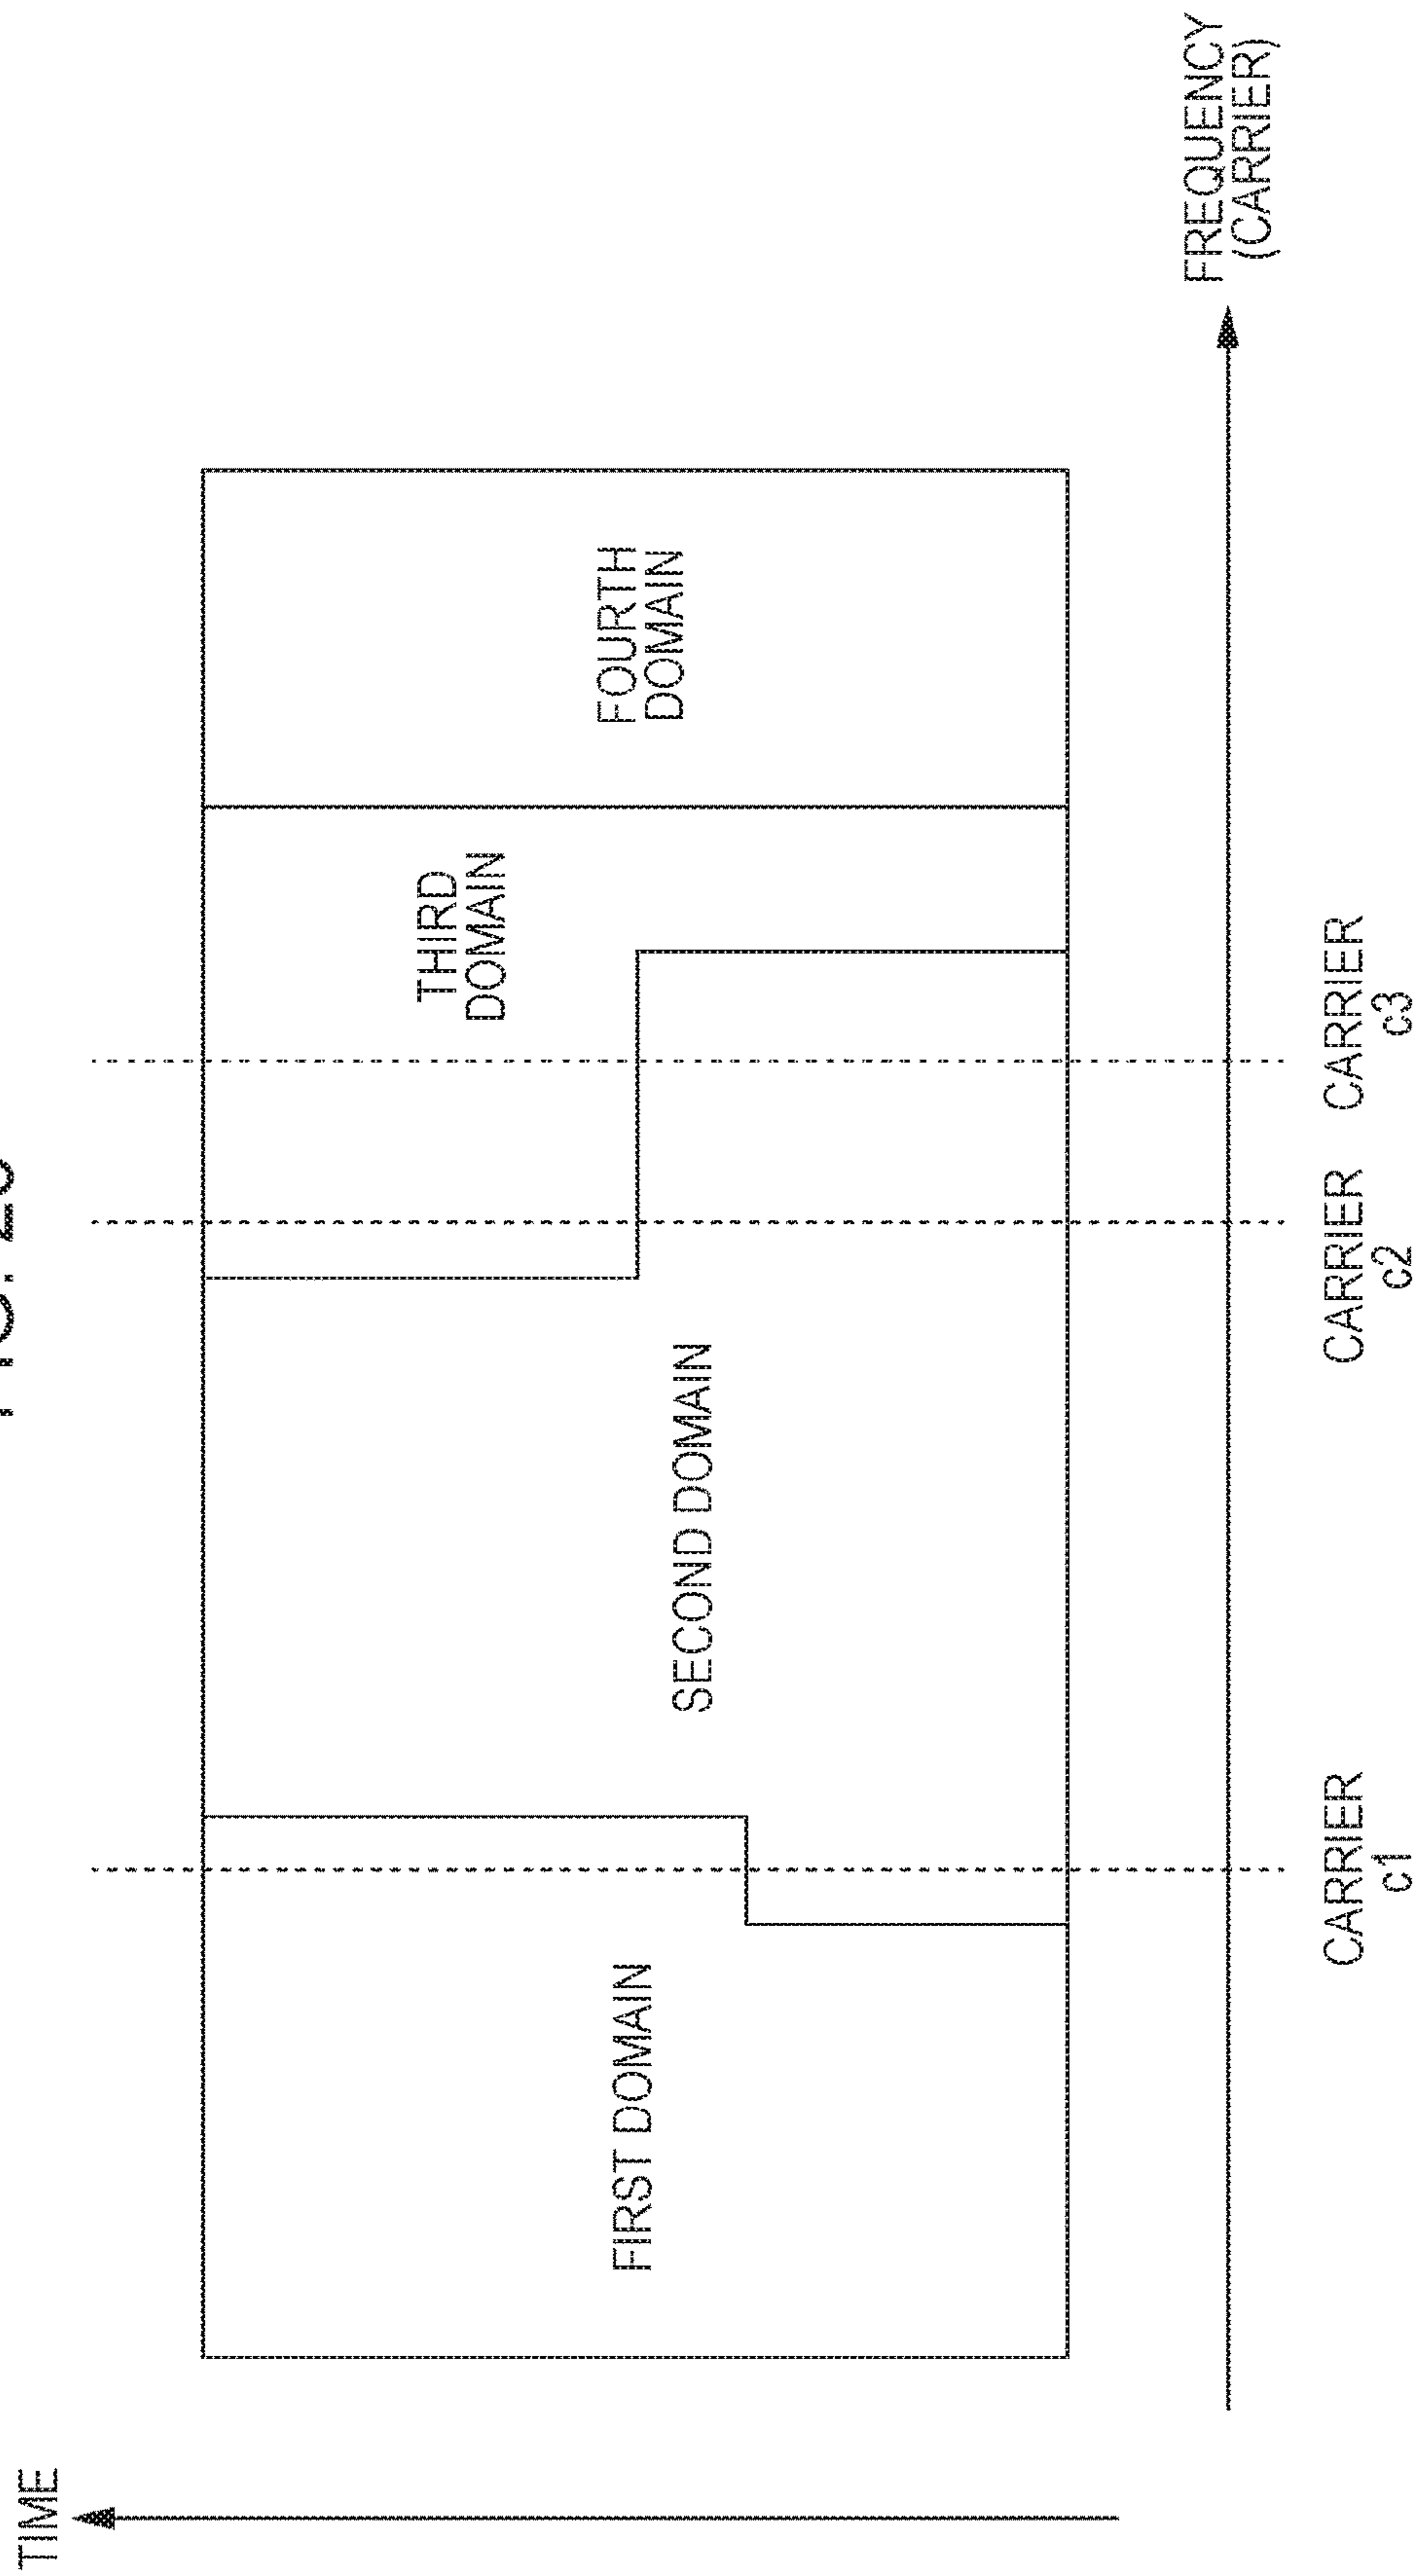 TIME
FIRST DOMAIN
SECOND DOMAIN
THIRD
DOMAIN
FOURTH
DOMAIN
CARRIER
c1
CARRIER
c2
CARRIER
c3
FREQUENCY
(CARRIER)